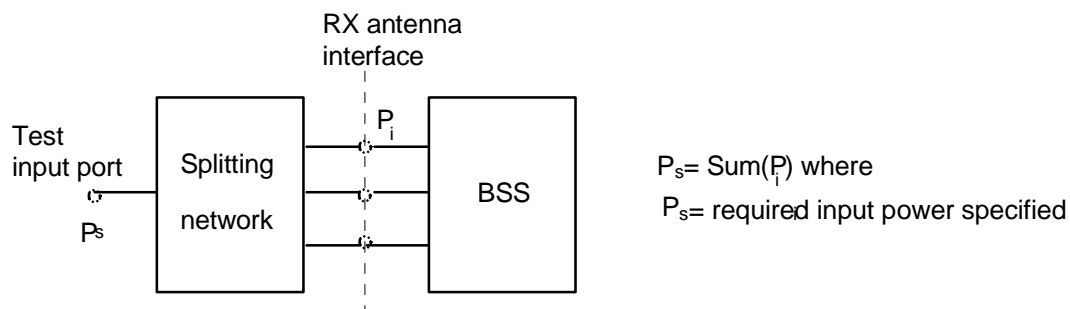 RX antenna
interface
Test
input port
Ps
Splitting
network
Pi
BSS
Ps= Sum(Pi) where
Ps= required input power specified